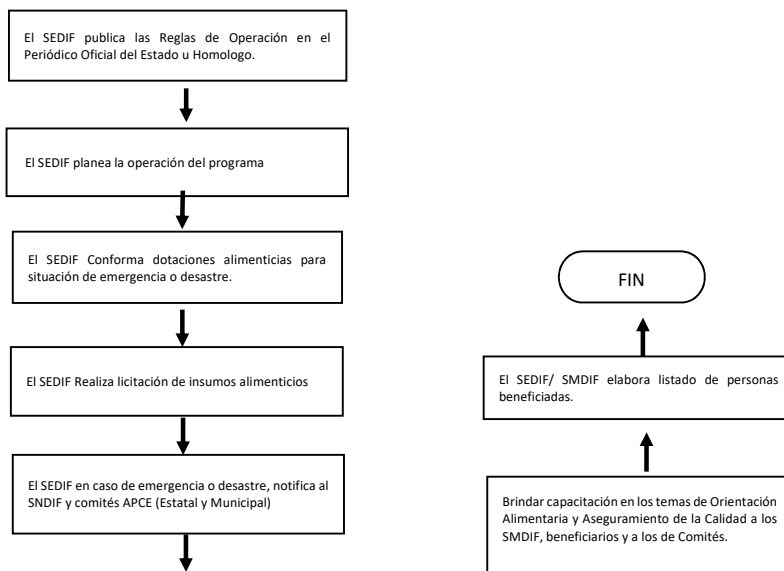 El SEDIF publica las Reglas de Operación en el
Periódico Oficial del Estado u Homologo.
El SEDIF planea la operación del programa
El SEDIF Conforma dotaciones alimenticias para
situación de emergencia o desastre.
El SEDIF Realiza licitación de insumos alimenticios
El SEDIF en caso de emergencia o desastre, notifica al
SNDIF y comités APCE (Estatal y Municipal)
FIN
El SEDIF/ SMDIF elabora listado de personas
beneficiadas.
Brindar capacitación en los temas de Orientación
Alimentaria y Aseguramiento de la Calidad a los
SMDIF, beneficiarios y a los de Comités.